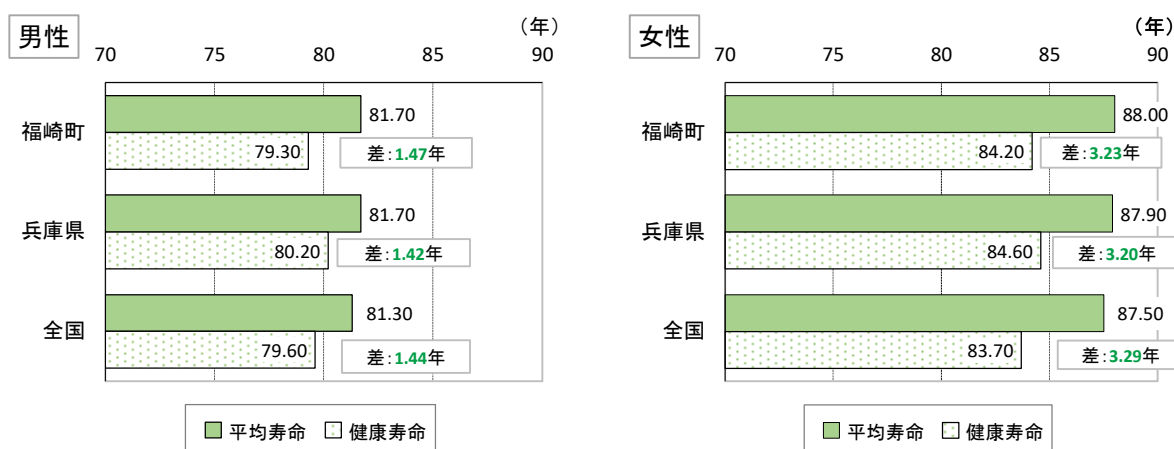 男性
(年)
70 75 80 85 90
福崎町
81.70
79.30
差:1.47年
兵庫県
81.70
80.20
差:1.42年
全国
81.30
79.60
差:1.44年
平均寿命 健康寿命
女性
(年)
70 75 80 85 90
福崎町
88.00
84.20
差:3.23年
兵庫県
87.90
84.60
差:3.20年
全国
87.50
83.70
差:3.29年
平均寿命 健康寿命